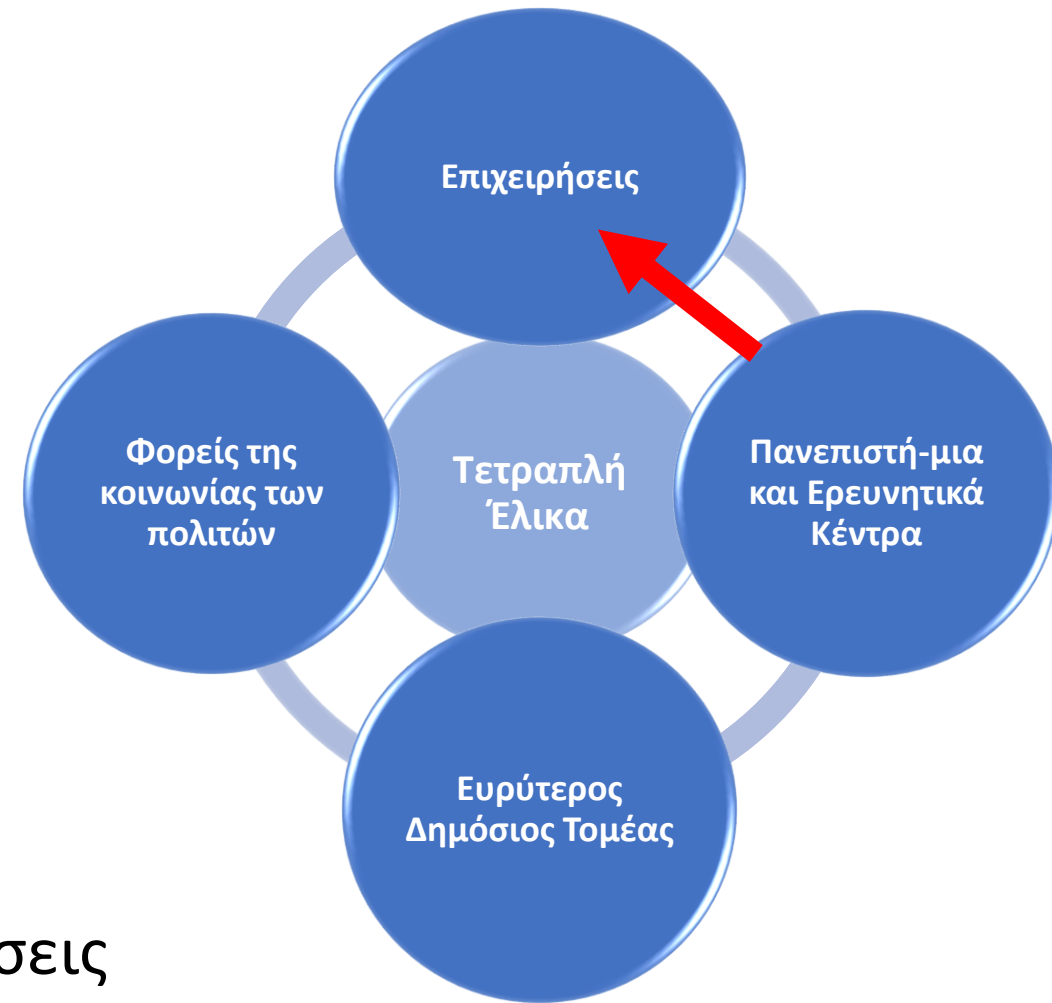 Επιχειρήσεις
Φορείς της
κοινωνίας των
πολιτών
Τετραπλή
Έλικα
Πανεπιστή-μια
και Ερευνητικά
Κέντρα
Ευρύτερος
Δημόσιος Τομέας
σεις